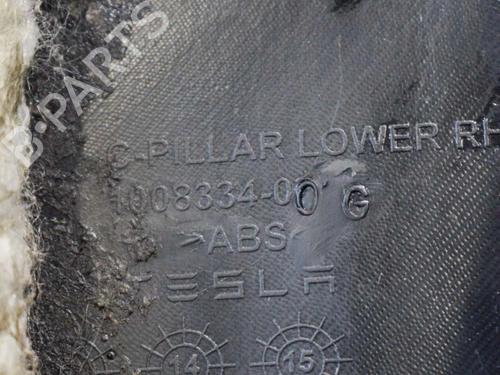 B-PARTS
C-PILLAR LOWER RH
1008334-00 G
>ABS<
TESLA
14 15